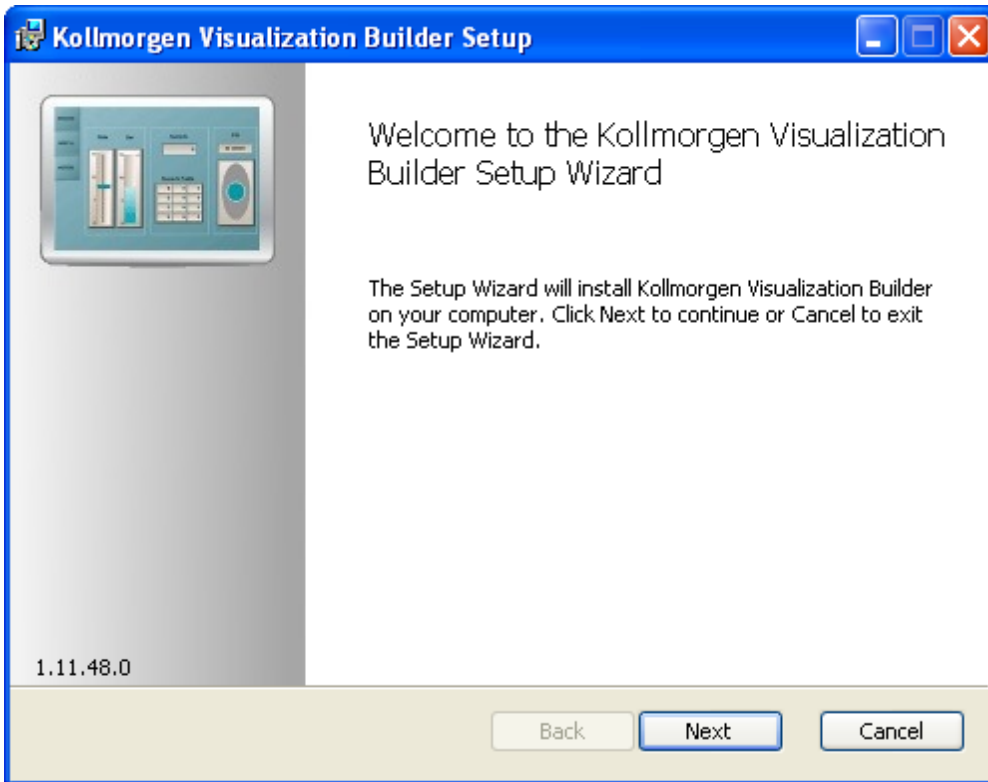 Kollmorgen Visualization Builder Setup
Welcome to the Kollmorgen Visualization
Builder Setup Wizard
The Setup Wizard will install Kollmorgen Visualization Builder
on your computer. Click Next to continue or Cancel to exit
the Setup Wizard.
1.11.48.0
Back
Next
Cancel